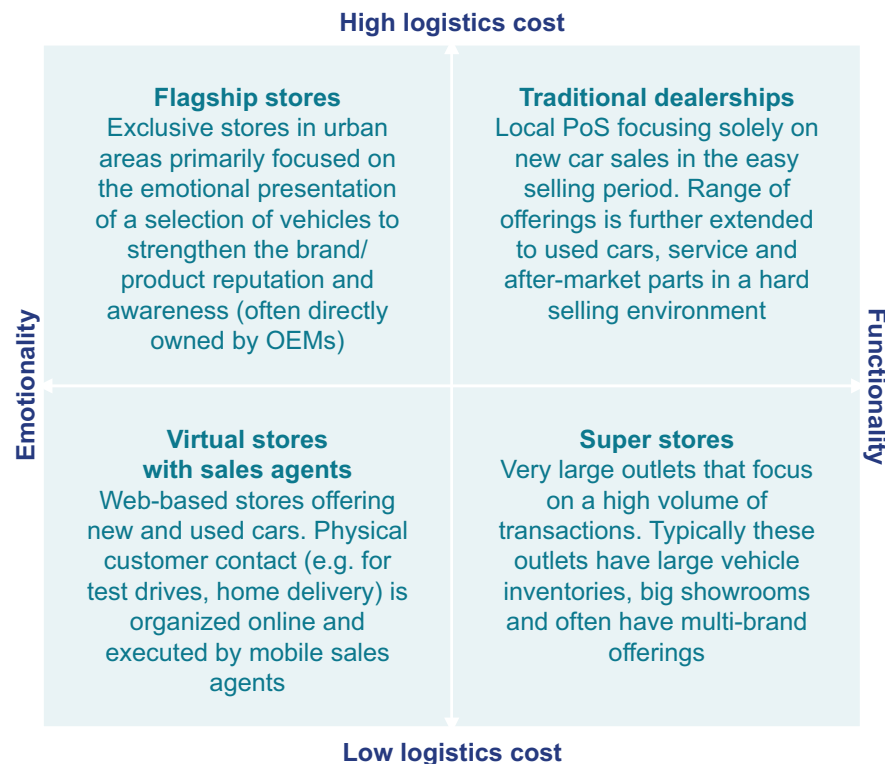 High logistics cost
Flagship stores
Exclusive stores in urban
areas primarily focused on
the emotional presentation
of a selection of vehicles to
strengthen the brand/
product reputation and
awareness (often directly
owned by OEMs)
Traditional dealerships
Local PoS focusing solely on
new car sales in the easy
selling period. Range of
offerings is further extended
to used cars, service and
after-market parts in a hard
selling environment
Emotionality
Functionality
Virtual stores
with sales agents
Web-based stores offering
new and used cars. Physical
customer contact (e.g. for
test drives, home delivery) is
organized online and
executed by mobile sales
agents
Super stores
Very large outlets that focus
on a high volume of
transactions. Typically these
outlets have large vehicle
inventories, big showrooms
and often have multi-brand
offerings
Low logistics cost